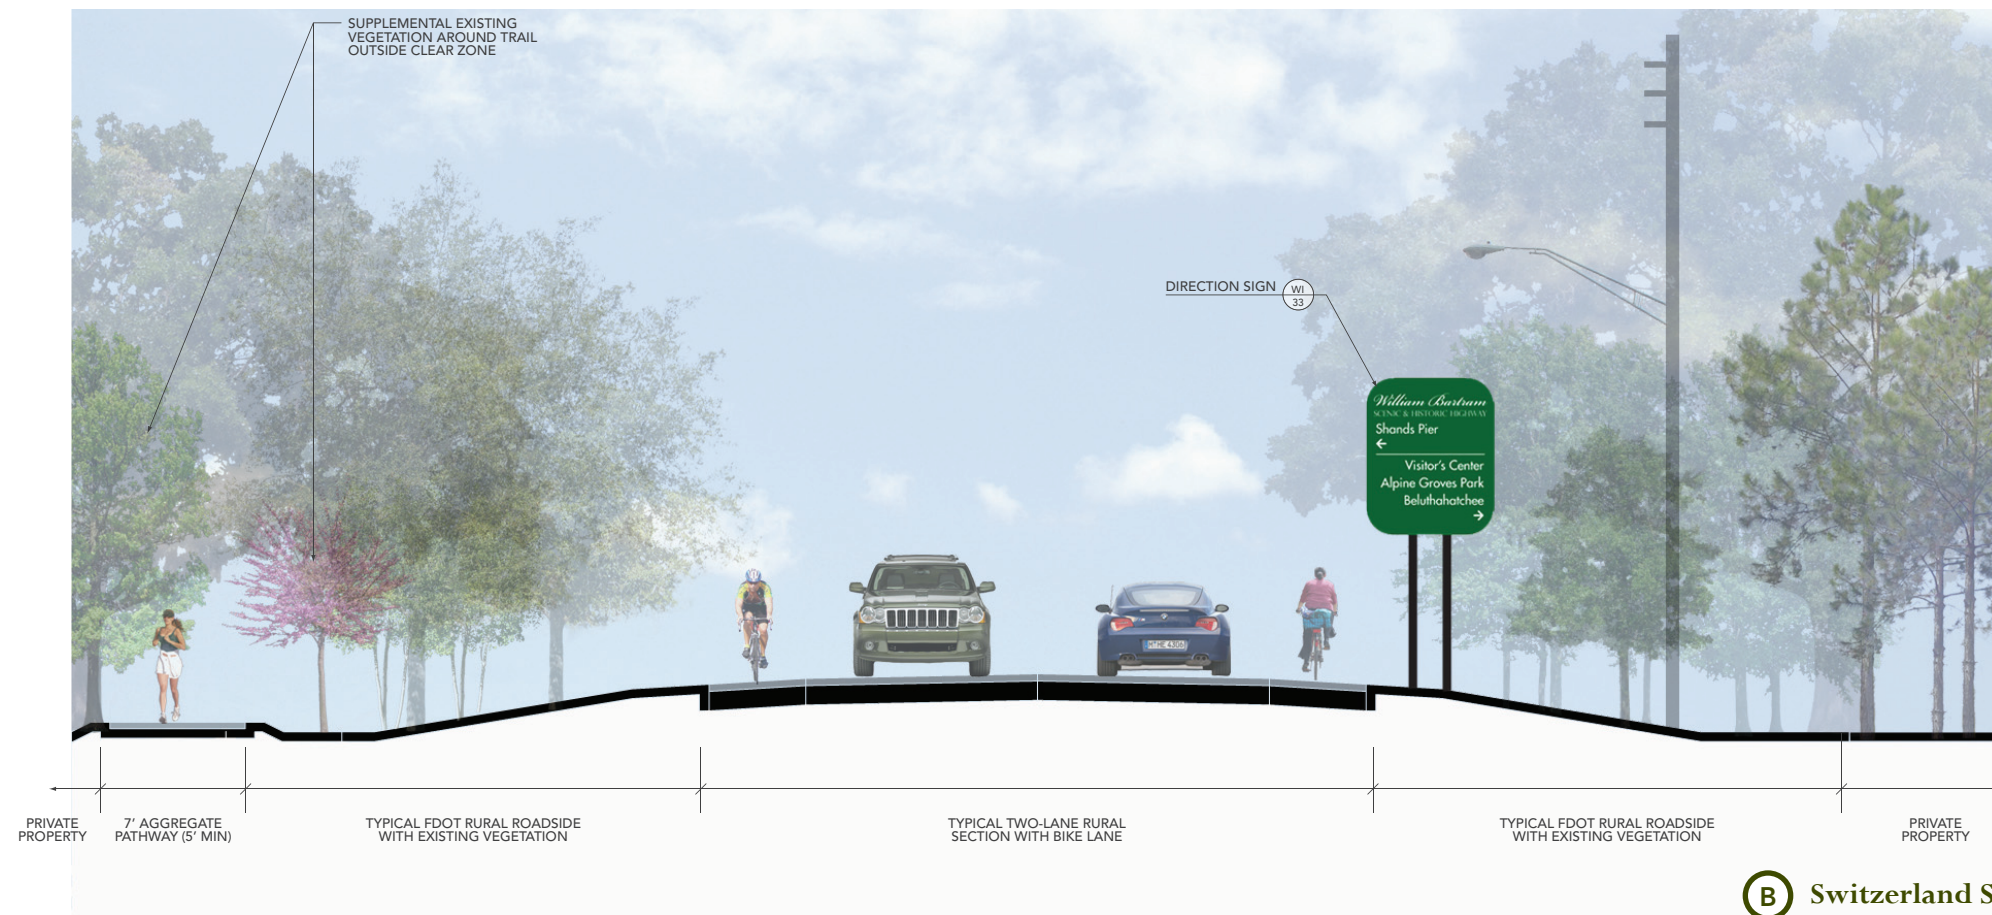 SUPPLEMENTAL EXISTING
VEGETATION AROUND TRAIL
OUTSIDE CLEAR ZONE
DIRECTION SIGN
WI
33
William Bartram
SCENIC & HISTORIC HIGHWAY
Shands Pier
←
Visitor's Center
Alpine Groves Park
Beluthahatchee
→
PRIVATE
PROPERTY
7' AGGREGATE
PATHWAY (5' MIN)
TYPICAL FDOT RURAL ROADSIDE
WITH EXISTING VEGETATION
TYPICAL TWO-LANE RURAL
SECTION WITH BIKE LANE
TYPICAL FDOT RURAL ROADSIDE
WITH EXISTING VEGETATION
PRIVATE
PROPERTY
B Switzerland S